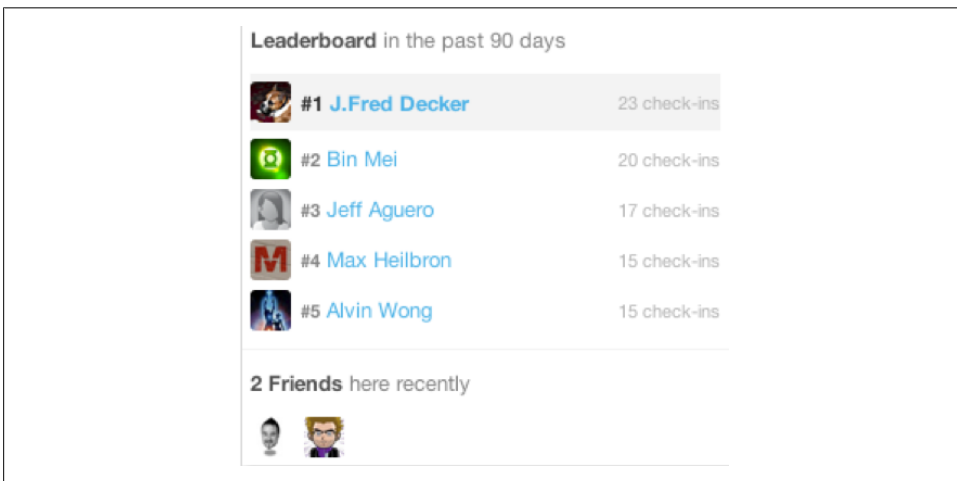 Leaderboard in the past 90 days
#1 J.Fred Decker 23 check-ins
#2 Bin Mei 20 check-ins
#3 Jeff Aguero 17 check-ins
M
#4 Max Heilbron 15 check-ins
#5 Alvin Wong 15 check-ins
2 Friends here recently